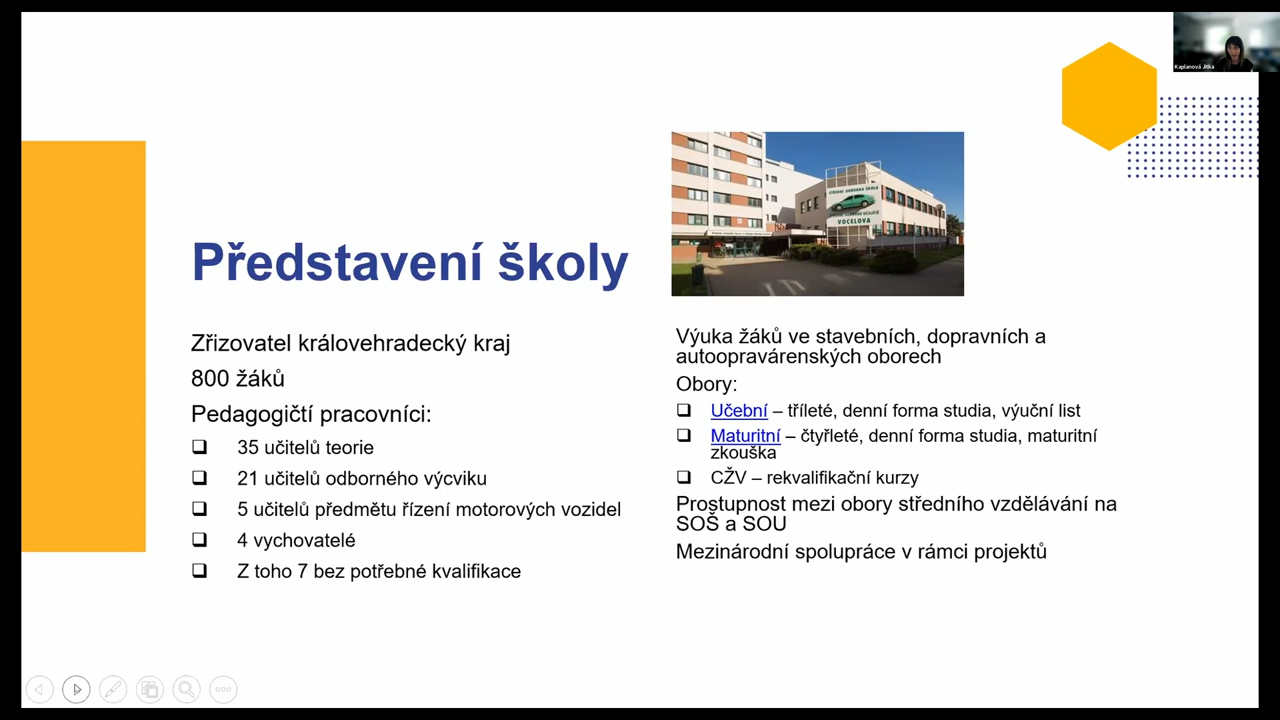 Kaplanová Jitka
STŘEDNÍ ODBORNÁ ŠKOLA
VOCELOVA
Představení školy
Zřizovatel královehradecký kraj
800 žáků
Pedagogičtí pracovníci:
❑ 35 učitelů teorie
❑ 21 učitelů odborného výcviku
❑ 5 učitelů předmětu řízení motorových vozidel
❑ 4 vychovatelé
❑ Z toho 7 bez potřebné kvalifikace
Výuka žáků ve stavebních, dopravních a
autoopravárenských oborech
Obory:
❑ Učební – tříleté, denní forma studia, výuční list
❑ Maturitní – čtyřleté, denní forma studia, maturitní
zkouška
❑ CŽV – rekvalifikační kurzy
Prostupnost mezi obory středního vzdělávání na
SOŠ a SOU
Mezinárodní spolupráce v rámci projektů